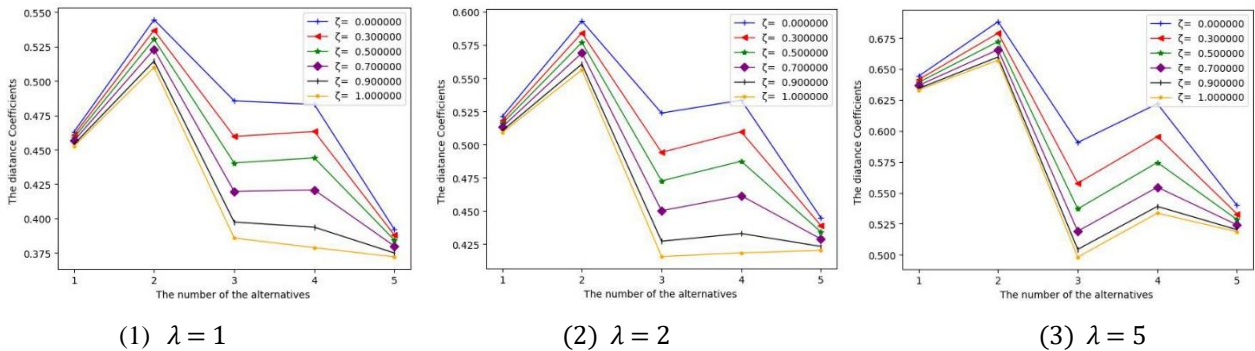 The diatance Coefficients
0.550
0.525
0.500
0.475
0.450
0.425
0.400
0.375
1 2 3 4 5
The number of the alternatives
ζ= 0.000000
ζ= 0.300000
ζ= 0.500000
ζ= 0.700000
ζ= 0.900000
ζ= 1.000000
(1) λ = 1
The diatance Coefficients
0.600
0.575
0.550
0.525
0.500
0.475
0.450
0.425
1 2 3 4 5
The number of the alternatives
ζ= 0.000000
ζ= 0.300000
ζ= 0.500000
ζ= 0.700000
ζ= 0.900000
ζ= 1.000000
(2) λ = 2
The diatance Coefficients
0.675
0.650
0.625
0.600
0.575
0.550
0.525
0.500
1 2 3 4 5
The number of the alternatives
ζ= 0.000000
ζ= 0.300000
ζ= 0.500000
ζ= 0.700000
ζ= 0.900000
ζ= 1.000000
(3) λ = 5